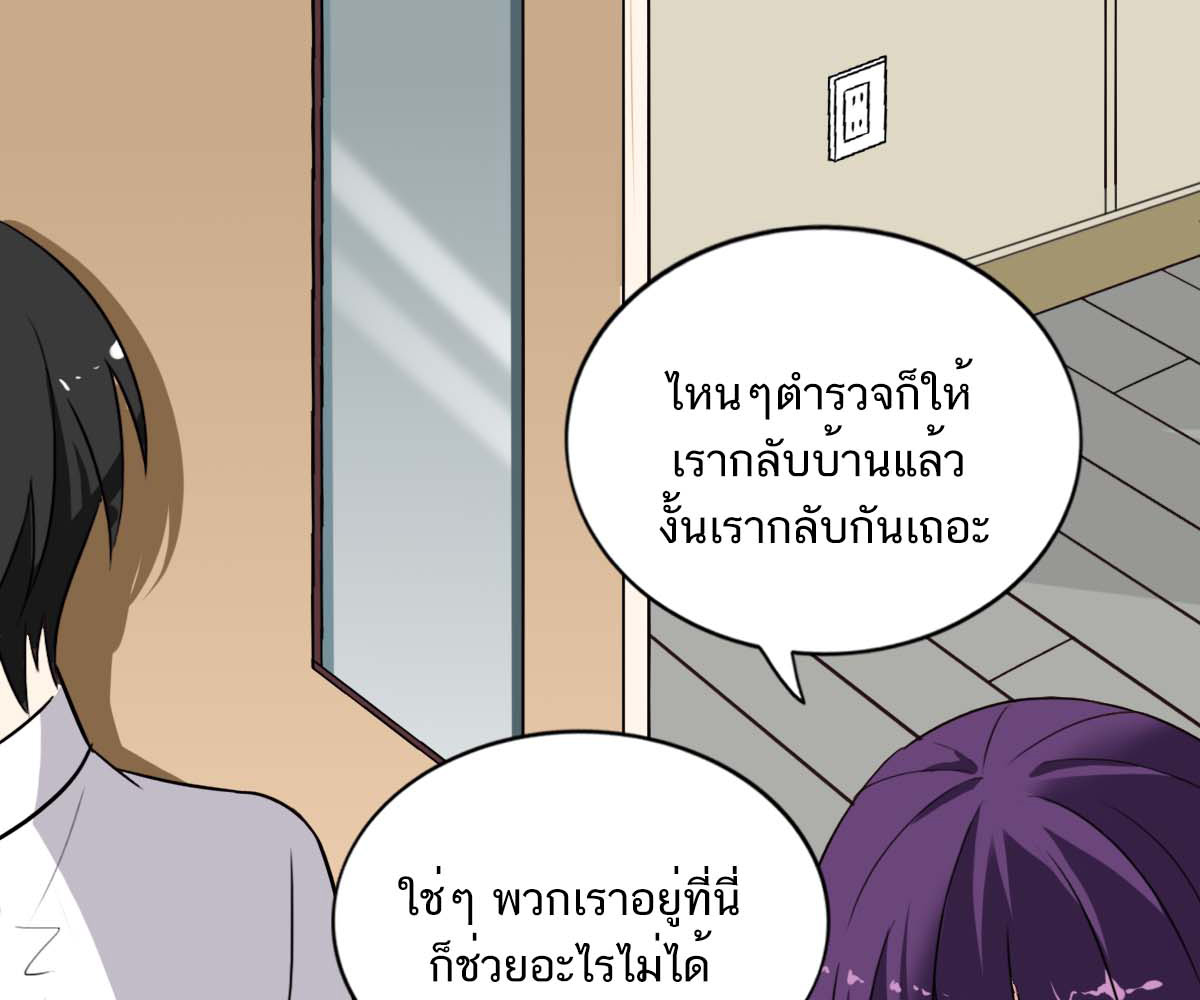 ไหนๆตำรวจก็ให้
เรากลับบ้านแล้ว
งั้นเรากลับกันเถอะ
ใช่ๆ พวกเราอยู่ที่นี่
ก็ช่วยอะไรไม่ได้